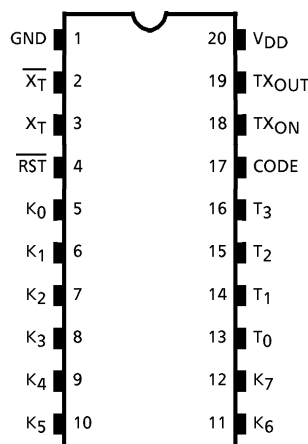 GND 1 20 VDD
X̅T̅ 2 19 TXOUT
XT 3 18 TXON
R̅S̅T̅ 4 17 CODE
K0 5 16 T3
K1 6 15 T2
K2 7 14 T1
K3 8 13 T0
K4 9 12 K7
K5 10 11 K6